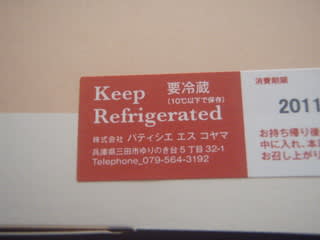 Keep 要冷蔵
Refrigerated [10℃以下で保存]
株式会社 パティシエ エス コヤマ
兵庫県三田市ゆりのき台5丁目32-1
Telephone_079-564-3192
消費期限
2011
お持ち帰り後
中に入れ、本
お召し上がり